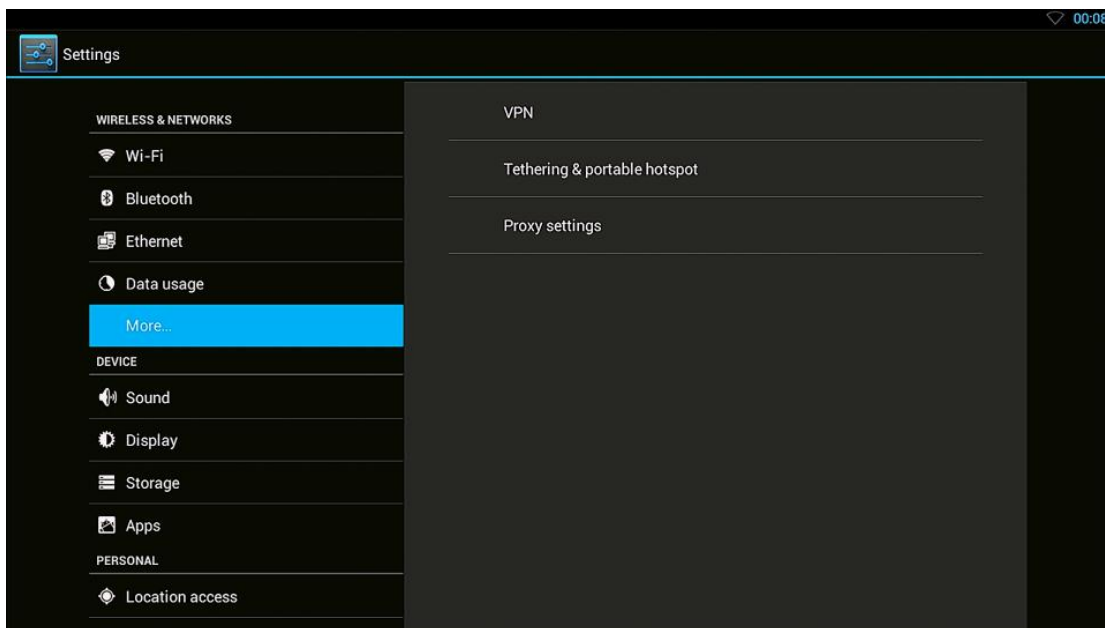 00:08
Settings
WIRELESS & NETWORKS
Wi-Fi
Bluetooth
Ethernet
Data usage
More...
DEVICE
Sound
Display
Storage
Apps
PERSONAL
Location access
VPN
Tethering & portable hotspot
Proxy settings